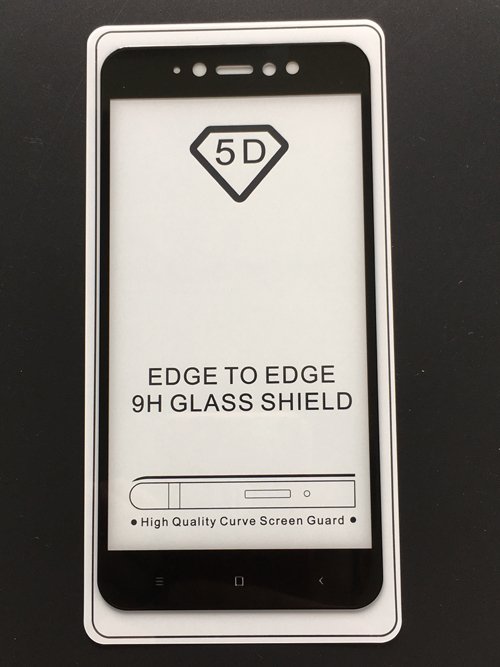 5D
EDGE TO EDGE
9H GLASS SHIELD
• High Quality Curve Screen Guard •